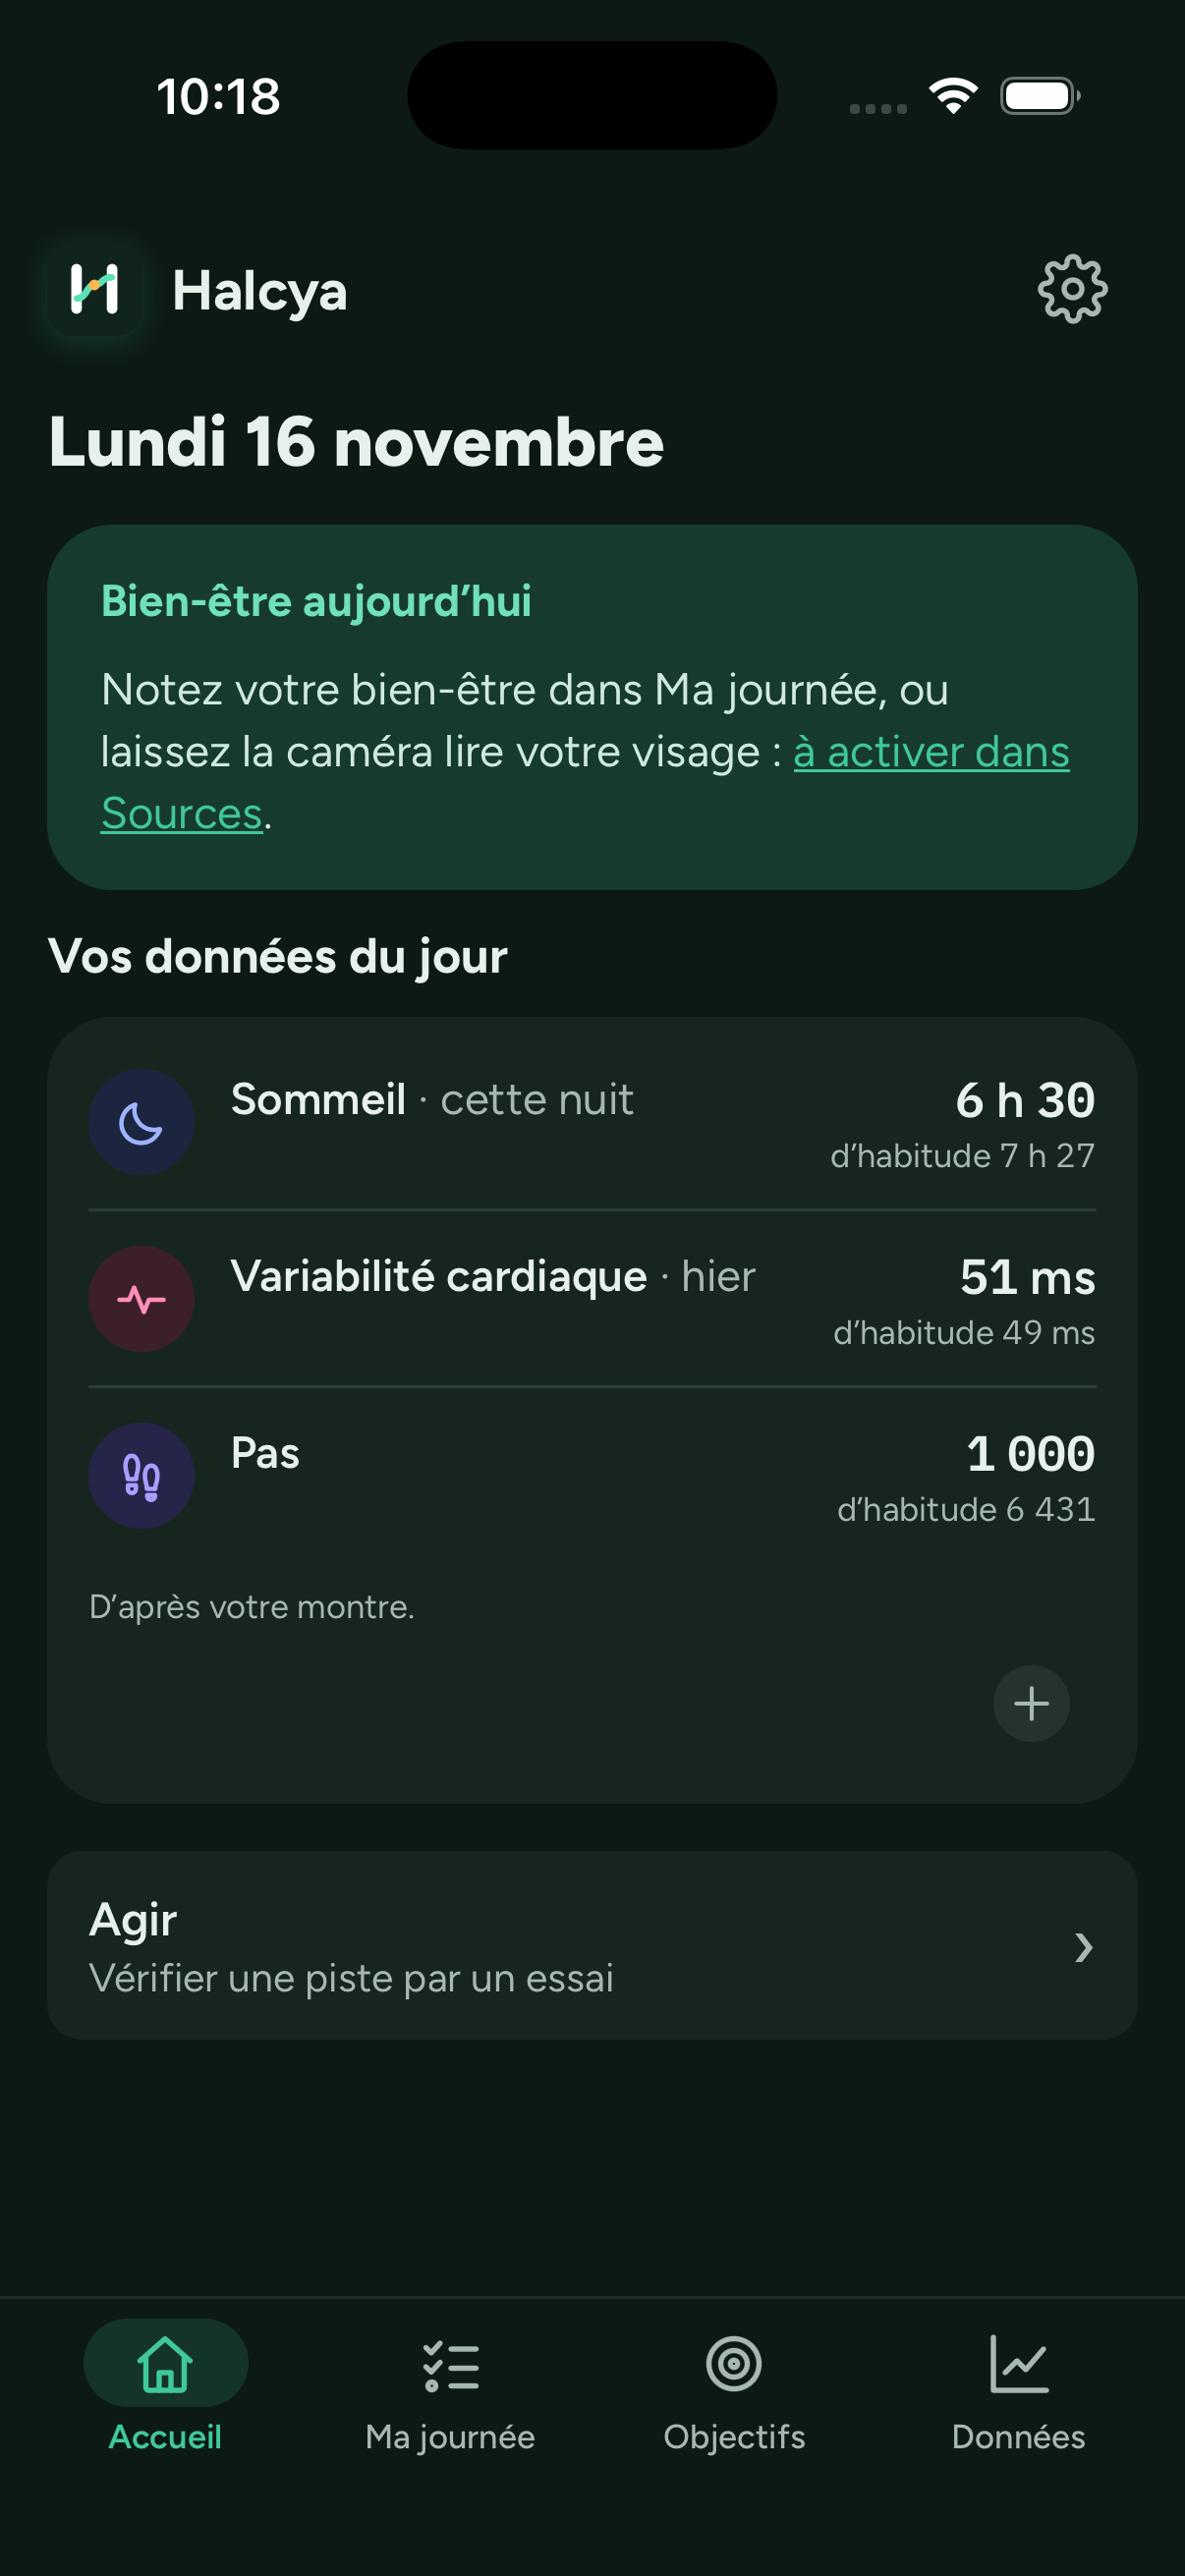 10:18
Halcya
Lundi 16 novembre
Bien-être aujourd’hui
Notez votre bien-être dans Ma journée, ou
laissez la caméra lire votre visage : à activer dans
Sources.
Vos données du jour
Sommeil · cette nuit
6 h 30
d’habitude 7 h 27
Variabilité cardiaque · hier
51 ms
d’habitude 49 ms
Pas
1 000
d’habitude 6 431
D’après votre montre.
Agir
Vérifier une piste par un essai
Accueil
Ma journée
Objectifs
Données